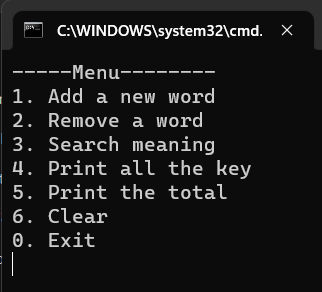 C:\WINDOWS\system32\cmd.
-----Menu--------
1. Add a new word
2. Remove a word
3. Search meaning
4. Print all the key
5. Print the total
6. Clear
0. Exit